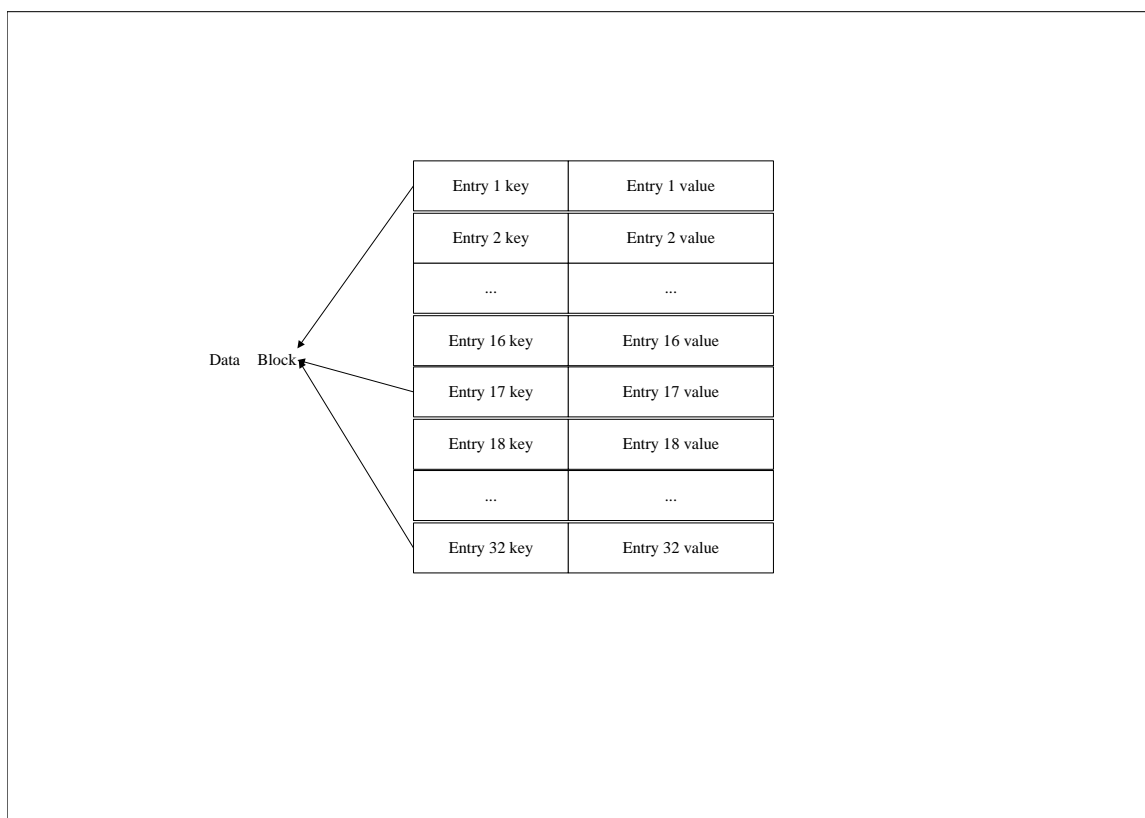 Entry 1 key Entry 1 value
Entry 2 key Entry 2 value
... ...
Entry 16 key Entry 16 value
Data Block
Entry 17 key Entry 17 value
Entry 18 key Entry 18 value
... ...
Entry 32 key Entry 32 value